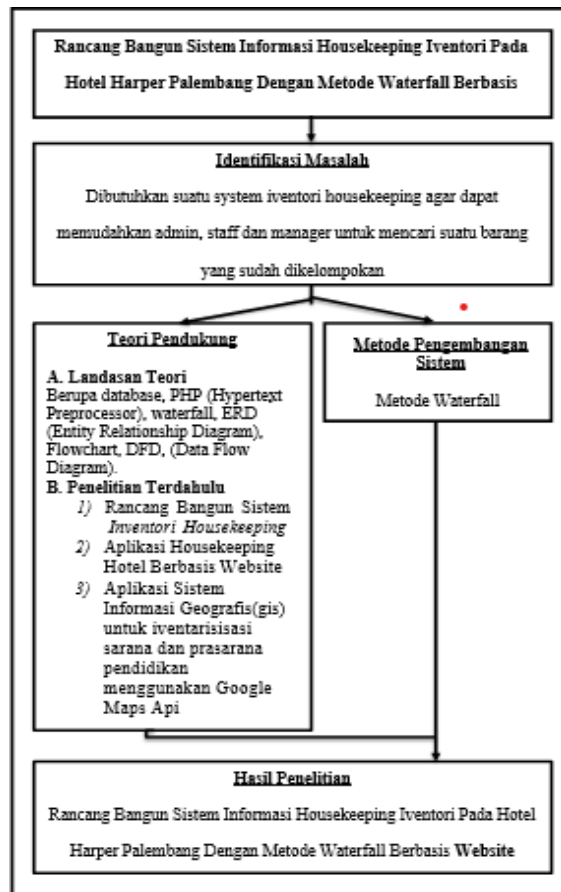 Rancang Bangun Sistem Informasi Housekeeping Iventori Pada
Hotel Harper Palembang Dengan Metode Waterfall Berbasis
Identifikasi Masalah
Dibutuhkan suatu system iventori housekeeping agar dapat
memudahkan admin, staff dan manager untuk mencari suatu barang
yang sudah dikelompokan
Teori Pendukung
A. Landasan Teori
Berupa database, PHP (Hypertext
Preprocessor), waterfall, ERD
(Entity Relationship Diagram),
Flowchart, DFD, (Data Flow
Diagram).
B. Penelitian Terdahulu
1) Rancang Bangun Sistem
Inventori Housekeeping
2) Aplikasi Housekeeping
Hotel Berbasis Website
3) Aplikasi Sistem
Informasi Geografis(gis)
untuk iventarisisasi
sarana dan prasarana
pendidikan
menggunakan Google
Maps Api
Metode Pengembangan
Sistem
Metode Waterfall
Hasil Penelitian
Rancang Bangun Sistem Informasi Housekeeping Iventori Pada Hotel
Harper Palembang Dengan Metode Waterfall Berbasis Website